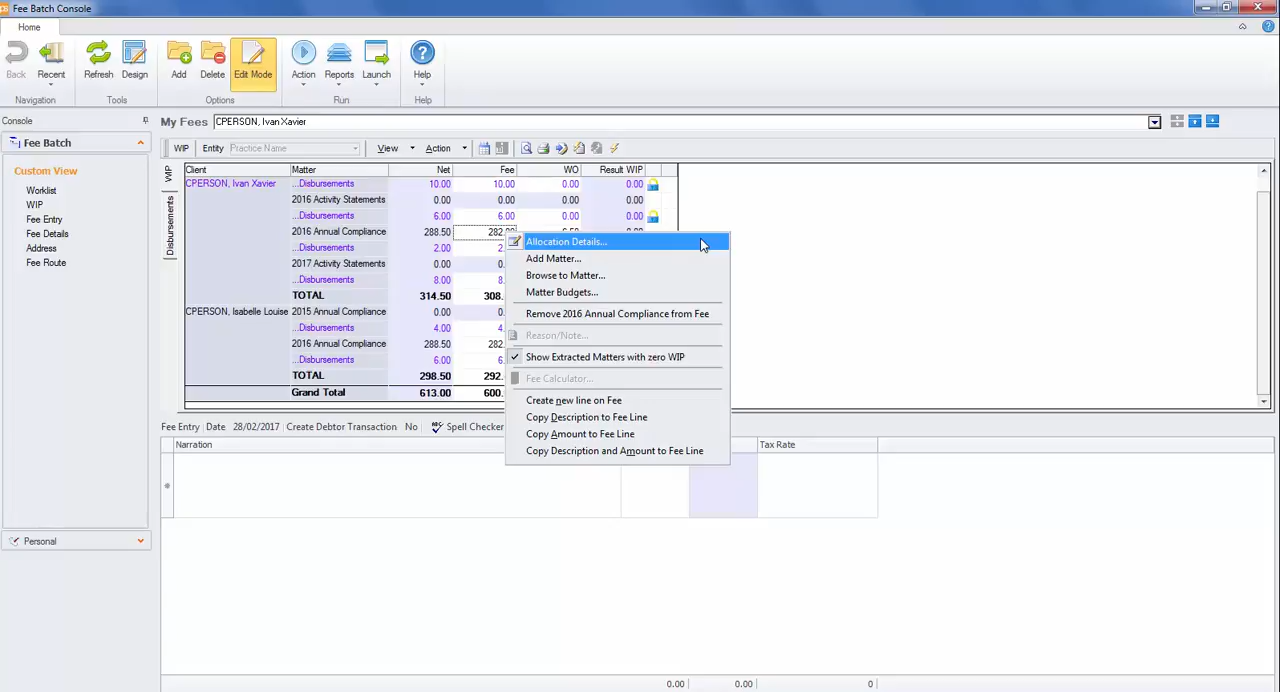 Fee Batch Console
Home
Back Recent Refresh Design Add Delete Edit Mode Action Reports Launch Help
Navigation Tools Options Run Help
Console
My Fees CPERSON, Ivan Xavier
Fee Batch
Custom View
Worklist
WIP
Fee Entry
Fee Details
Address
Fee Route
Personal
WIP Entity Practice Name View Action
WIP
Disbursements
Client Matter Net Fee WO Result WIP
CPERSON, Ivan Xavier ...Disbursements 10.00 10.00 0.00 0.00
2016 Activity Statements 0.00 0.00 0.00 0.00
...Disbursements 6.00 6.00 0.00 0.00
2016 Annual Compliance 288.50
...Disbursements 2.00
2017 Activity Statements 0.00
...Disbursements 8.00
TOTAL 314.50
CPERSON, Isabelle Louise 2015 Annual Compliance 0.00
...Disbursements 4.00
2016 Annual Compliance 288.50
...Disbursements 6.00
TOTAL 298.50
Grand Total 613.00
Allocation Details...
Add Matter...
Browse to Matter...
Matter Budgets...
Remove 2016 Annual Compliance from Fee
Reason/Note...
Show Extracted Matters with zero WIP
Fee Calculator...
Create new line on Fee
Copy Description to Fee Line
Copy Amount to Fee Line
Copy Description and Amount to Fee Line
Fee Entry Date 28/02/2017 Create Debtor Transaction No Spell Checker
Narration Tax Rate
0.00 0.00 0